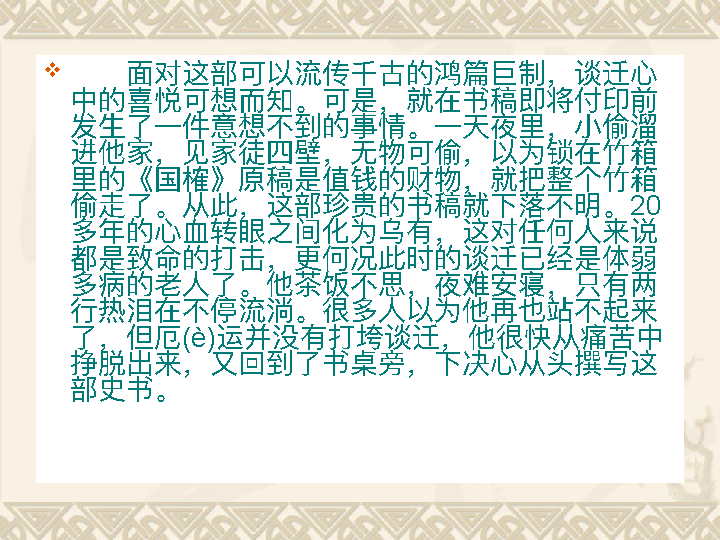 面对这部可以流传千古的鸿篇巨制，谈迁心
中的喜悦可想而知。可是，就在书稿即将付印前
发生了一件意想不到的事情。一天夜里，小偷溜
进他家，见家徒四壁，无物可偷，以为锁在竹箱
里的《国榷》原稿是值钱的财物，就把整个竹箱
偷走了。从此，这部珍贵的书稿就下落不明。20
多年的心血转眼之间化为乌有，这对任何人来说
都是致命的打击，更何况此时的谈迁已经是体弱
多病的老人了。他茶饭不思，夜难安寝，只有两
行热泪在不停流淌。很多人以为他再也站不起来
了，但厄(è)运并没有打垮谈迁，他很快从痛苦中
挣脱出来，又回到了书桌旁，下决心从头撰写这
部史书。